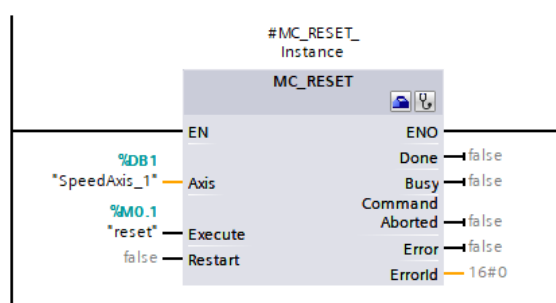 #MC_RESET_
Instance
MC_RESET
EN
ENO
%DB1
"SpeedAxis_1"
Axis
Done
false
Busy
false
%M0.1
"reset"
Execute
Command
Aborted
false
false
Restart
Error
false
ErrorId
16#0